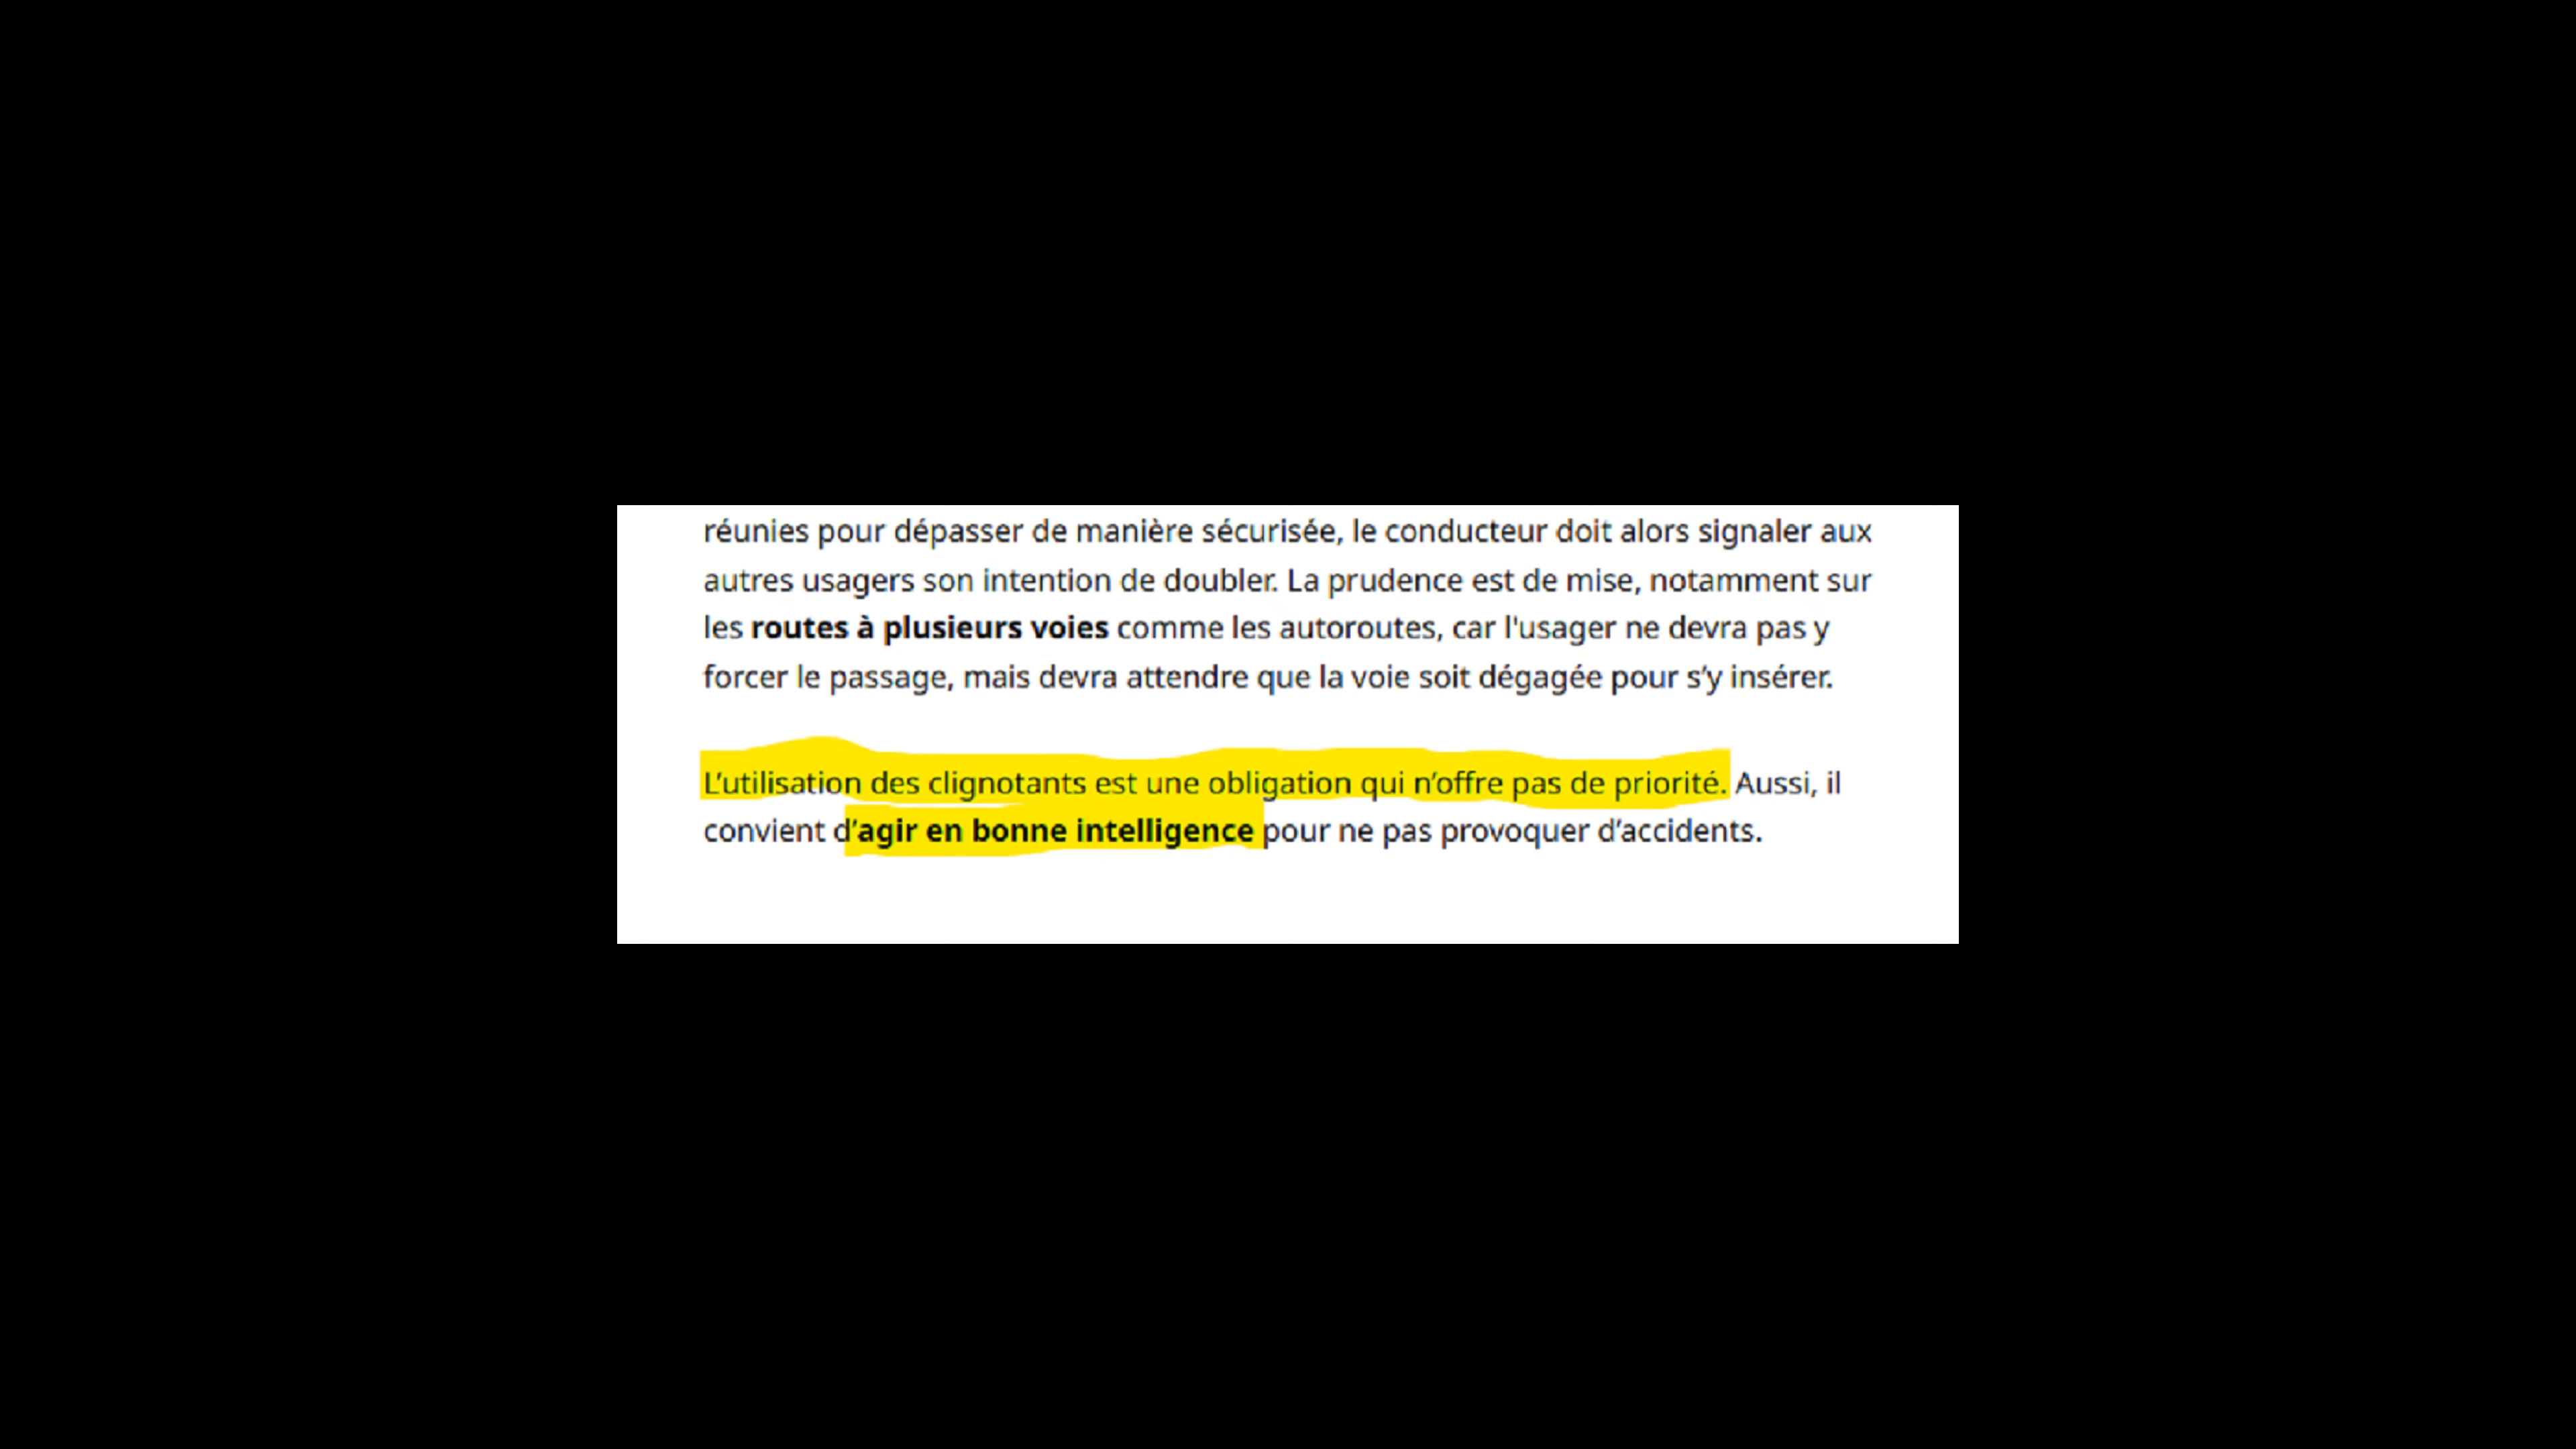 réunies pour dépasser de manière sécurisée, le conducteur doit alors signaler aux
autres usagers son intention de doubler. La prudence est de mise, notamment sur
les routes à plusieurs voies comme les autoroutes, car l'usager ne devra pas y
forcer le passage, mais devra attendre que la voie soit dégagée pour s’y insérer.
L’utilisation des clignotants est une obligation qui n’offre pas de priorité. Aussi, il
convient d’agir en bonne intelligence pour ne pas provoquer d’accidents.